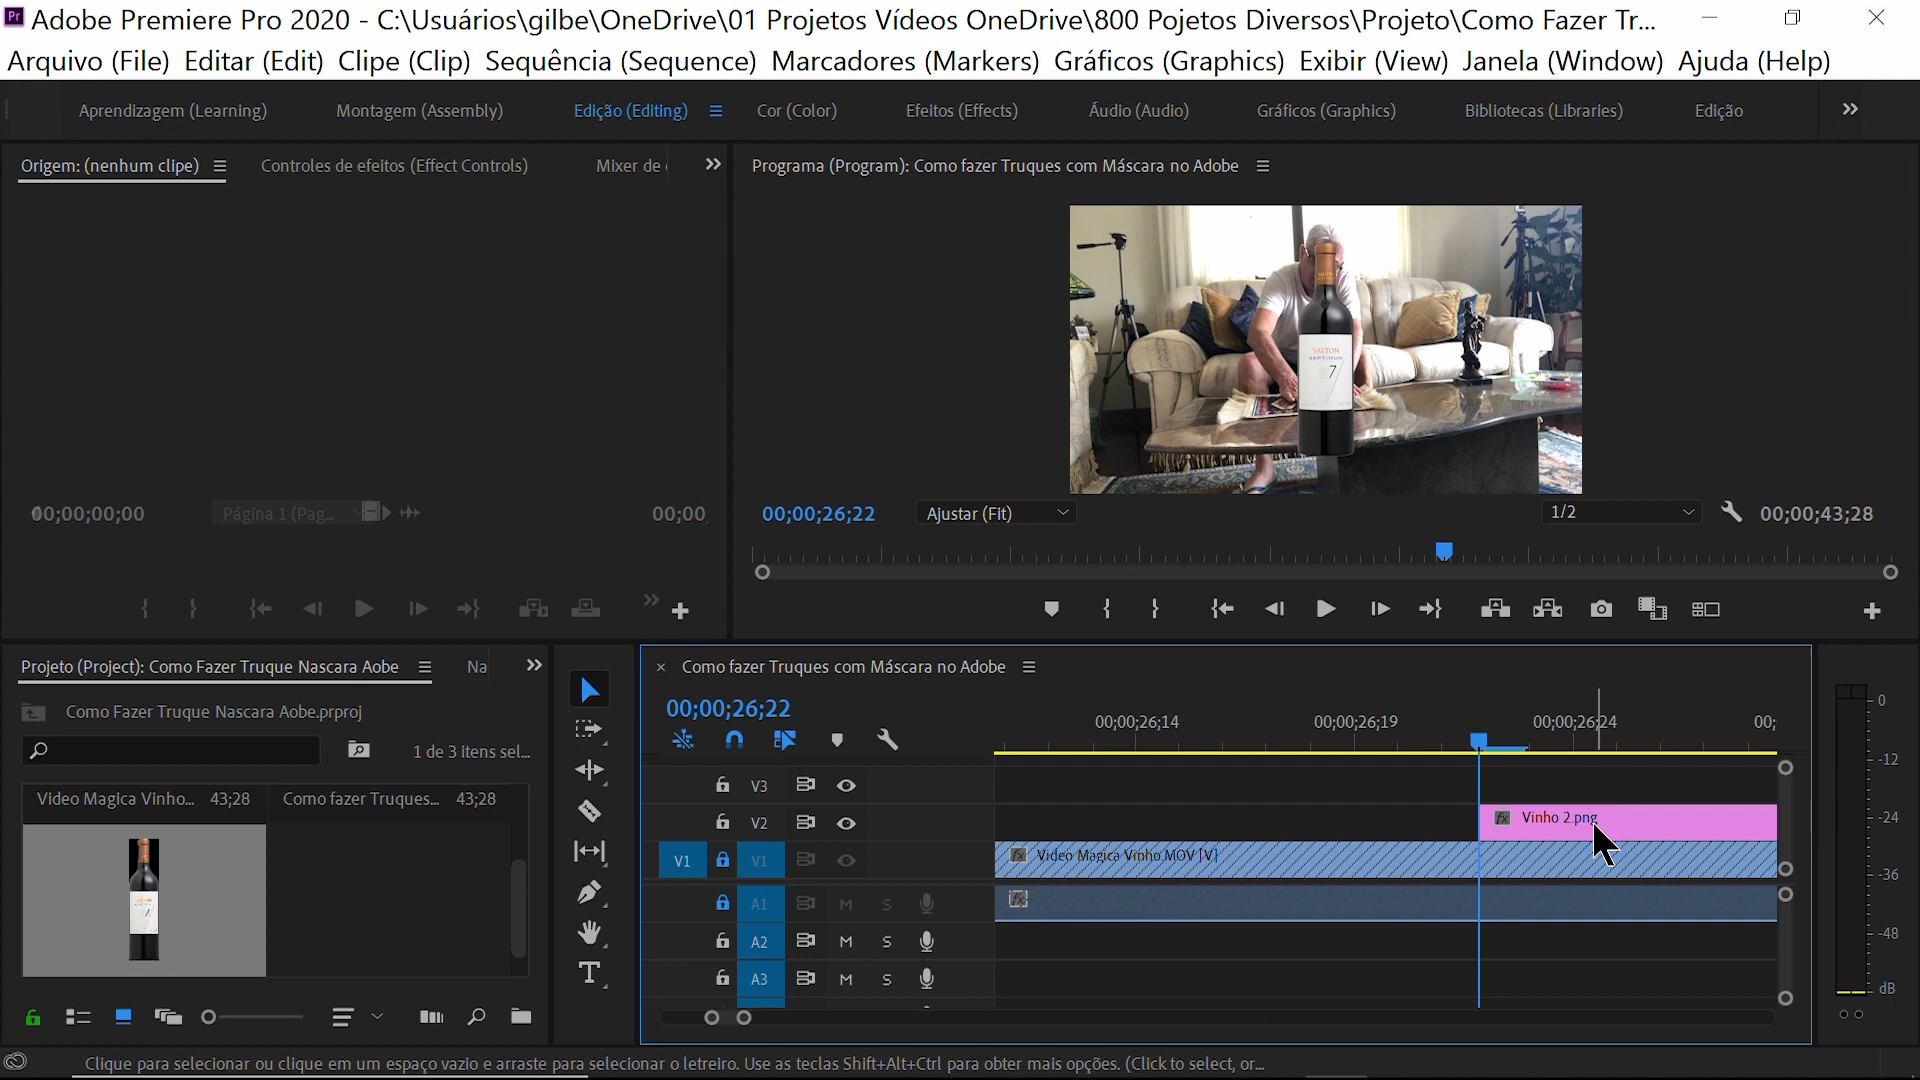 Pr Adobe Premiere Pro 2020 - C:\Usuários\gilbe\OneDrive\01 Projetos Vídeos OneDrive\800 Pojetos Diversos\Projeto\Como Fazer Tr...
Arquivo (File) Editar (Edit) Clipe (Clip) Sequência (Sequence) Marcadores (Markers) Gráficos (Graphics) Exibir (View) Janela (Window) Ajuda (Help)
Aprendizagem (Learning) Montagem (Assembly) Edição (Editing) Cor (Color) Efeitos (Effects) Áudio (Audio) Gráficos (Graphics) Bibliotecas (Libraries) Edição
Origem: (nenhum clipe) Controles de efeitos (Effect Controls) Mixer de
Programa (Program): Como fazer Truques com Máscara no Adobe
SALTON
SEPTIMUM
7
00;00;00;00 Página 1 (Pag... 00;00
00;00;26;22 Ajustar (Fit) 1/2 00;00;43;28
Projeto (Project): Como Fazer Truque Nascara Aobe Na
Como Fazer Truque Nascara Aobe.prproj
1 de 3 itens sel...
Video Magica Vinho... 43;28 Como fazer Truques... 43;28
Como fazer Truques com Máscara no Adobe
00;00;26;22
00;00;26;14 00;00;26;19 00;00;26;24 00;
V3
V2 fx Vinho 2.png
V1 V1 fx Video Magica Vinho.MOV [V]
A1 M S fx
A2 M S
A3 M S
0
-12
-24
-36
-48
dB
Clique para selecionar ou clique em um espaço vazio e arraste para selecionar o letreiro. Use as teclas Shift+Alt+Ctrl para obter mais opções. (Click to select, or...